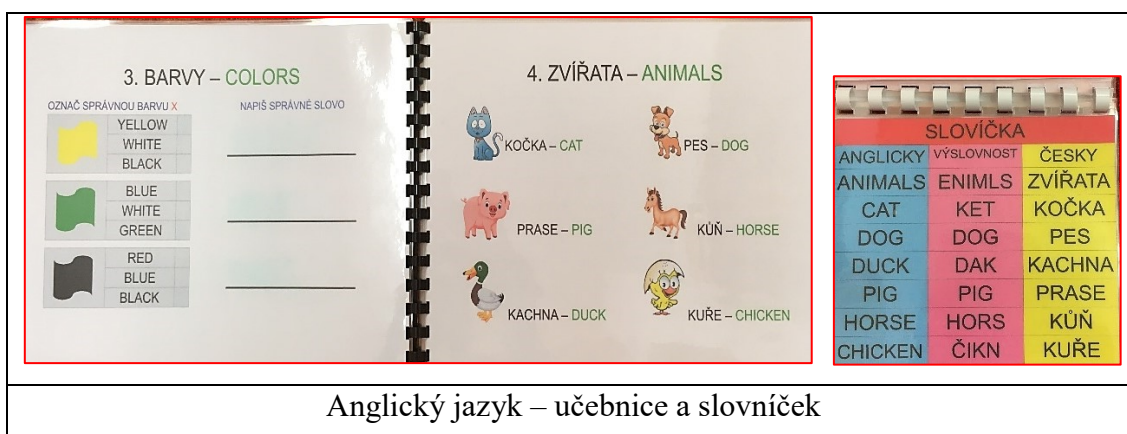 3. BARVY – COLORS
OZNAČ SPRÁVNOU BARVU X
NAPIŠ SPRÁVNÉ SLOVO
YELLOW
WHITE
BLACK
BLUE
WHITE
GREEN
RED
BLUE
BLACK
4. ZVÍŘATA – ANIMALS
KOČKA – CAT
PES – DOG
PRASE – PIG
KŮŇ – HORSE
KACHNA – DUCK
KUŘE – CHICKEN
SLOVÍČKA
ANGLICKY VÝSLOVNOST ČESKY
ANIMALS ENIMLS ZVÍŘATA
CAT KET KOČKA
DOG DOG PES
DUCK DAK KACHNA
PIG PIG PRASE
HORSE HORS KŮŇ
CHICKEN ČIKN KUŘE
Anglický jazyk – učebnice a slovníček